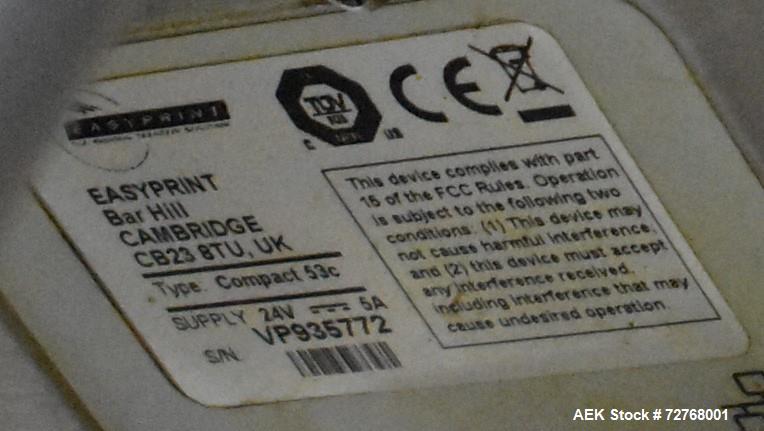 EASYPRINT
EASYPRINT
Bar Hill
CAMBRIDGE
CB23 8TU, UK
Type: Compact 53c
SUPPLY 24V 5A
S/N VP935772
TÜV
C US
CE
This device complies with part
15 of the FCC Rules. Operation
is subject to the following two
conditions: (1) This device may
not cause harmful interference,
and (2) this device must accept
any interference received,
including interference that may
cause undesired operation.
AEK Stock # 72768001